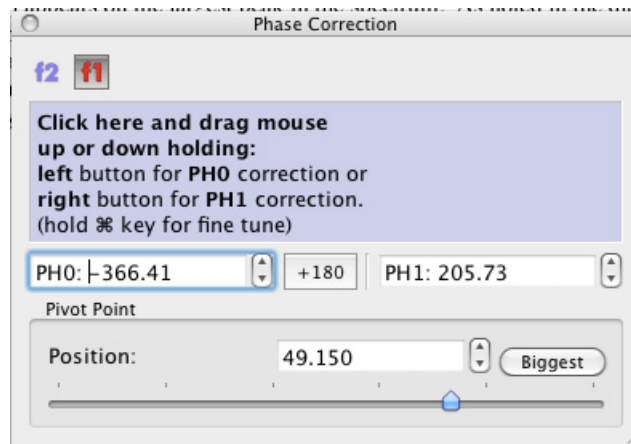 Phase Correction
f2 f1
Click here and drag mouse
up or down holding:
left button for PH0 correction or
right button for PH1 correction.
(hold ⌘ key for fine tune)
PH0: -366.41 +180 PH1: 205.73
Pivot Point
Position: 49.150 Biggest